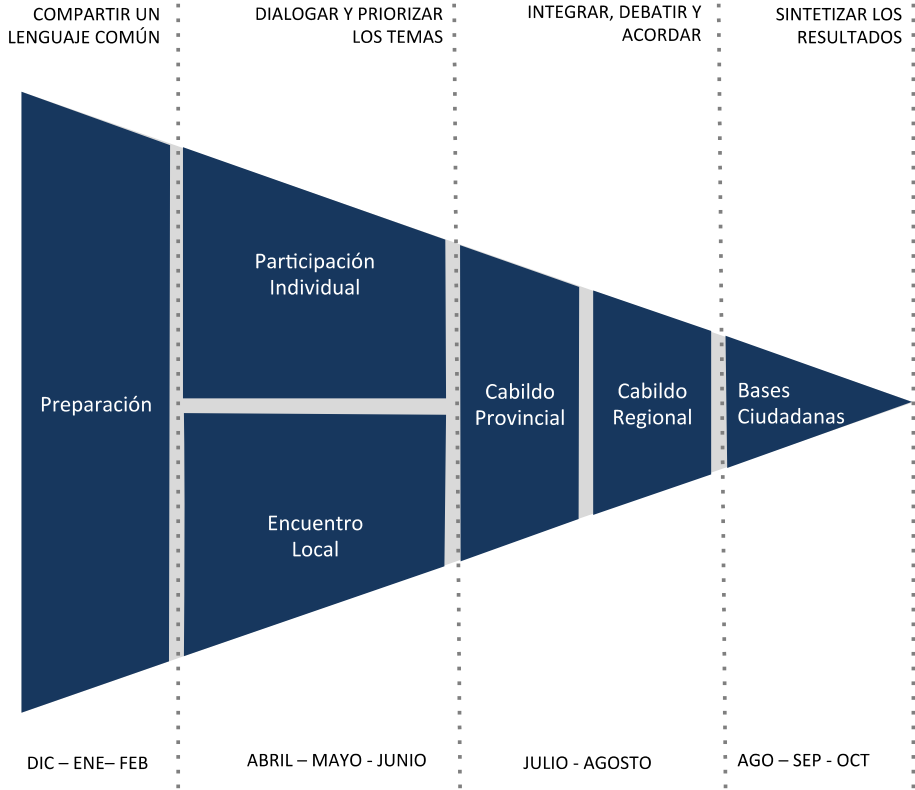 COMPARTIR UN
LENGUAJE COMÚN
DIALOGAR Y PRIORIZAR
LOS TEMAS
INTEGRAR, DEBATIR Y
ACORDAR
SINTETIZAR LOS
RESULTADOS
Preparación
Participación
Individual
Encuentro
Local
Cabildo
Provincial
Cabildo
Regional
Bases
Ciudadanas
DIC – ENE– FEB
ABRIL – MAYO - JUNIO
JULIO - AGOSTO
AGO – SEP - OCT